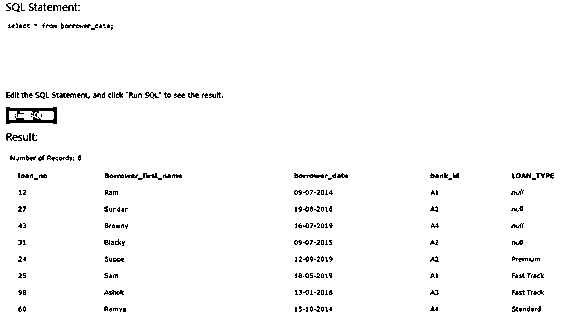 SQL Statement:
select * from borrower_data;
Edit the SQL Statement, and click "Run SQL" to see the result.
Result:
Number of Records: 8
loan_no Borrower_first_name borrower_date bank_id LOAN_TYPE
12 Ram 09-07-2014 A1 null
27 Sundar 19-08-2016 null
43 Browny 16-07-2019 A4 null
31 Blacky 09-07-2015 A2 null
24 Suppe 12-09-2019 A2 Premium
25 Sam 18-05-2019 A1 Fast Track
98 Ashok 13-01-2016 A3 Fast Track
60 Ramya 15-10-2014 A4 Standard